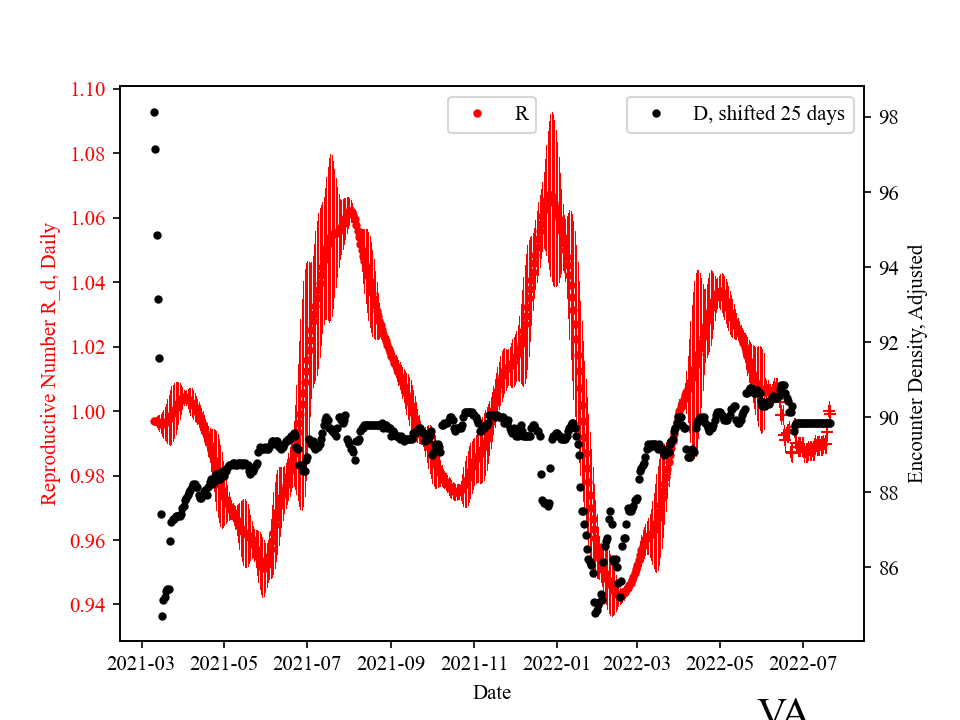 R
D, shifted 25 days
Reproductive Number R_d, Daily
1.10
1.08
1.06
1.04
1.02
1.00
0.98
0.96
0.94
98
96
94
92
90
88
86
Encounter Density, Adjusted
2021-03 2021-05 2021-07 2021-09 2021-11 2022-01 2022-03 2022-05 2022-07
Date
VA